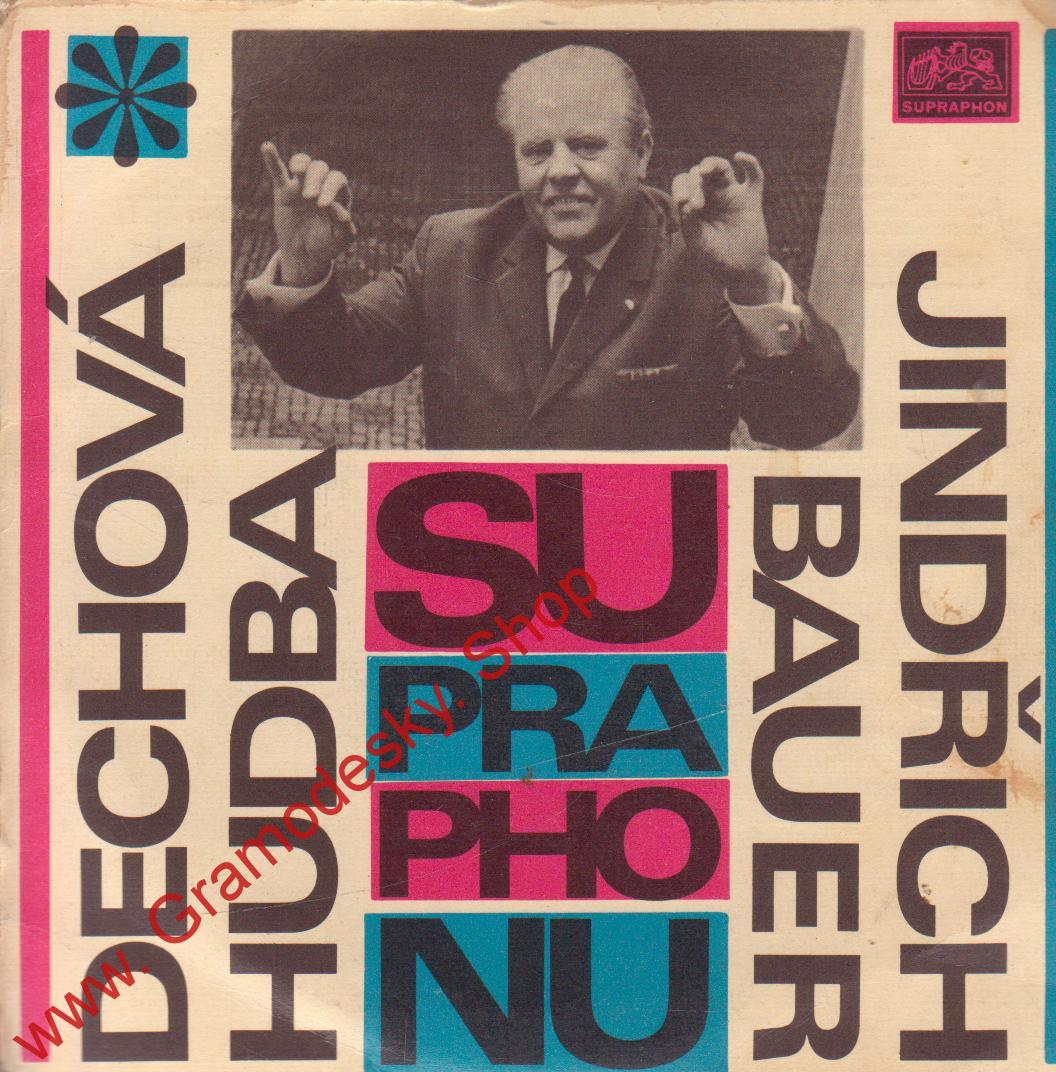 SUPRAPHON
DECHOVÁ
HUDBA
SU
PRA
PHO
NU
JINDŘICH
BAUER
www.Gramodesky.Shop